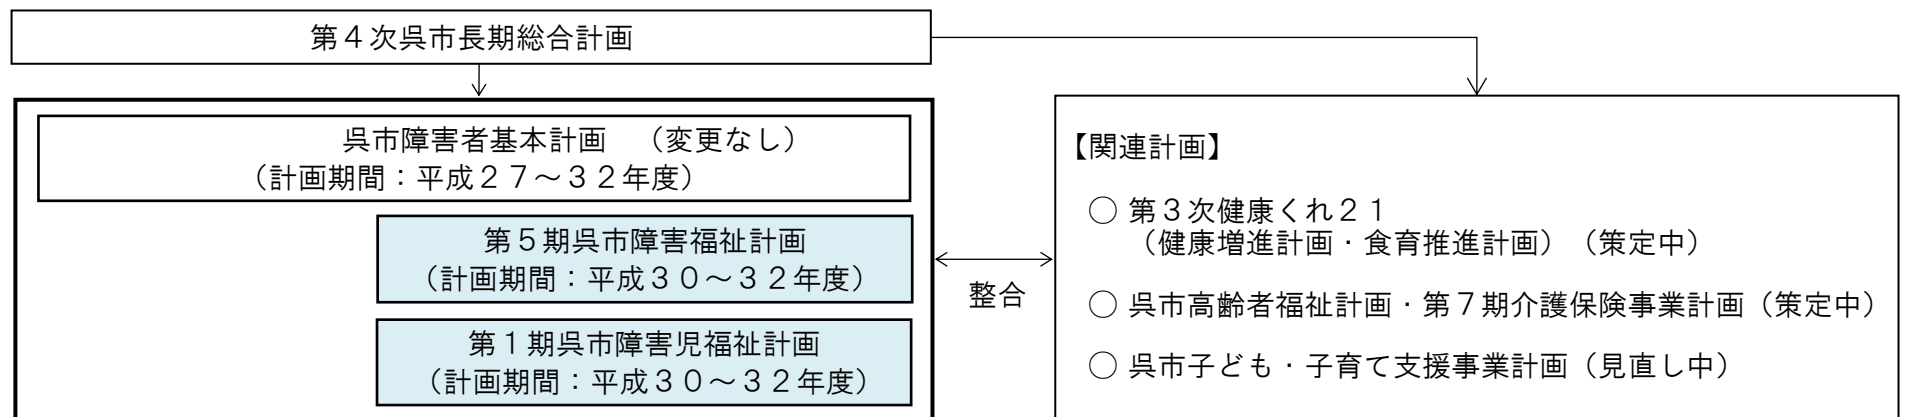 第４次呉市長期総合計画
呉市障害者基本計画　（変更なし）
（計画期間：平成２７～３２年度）
第５期呉市障害福祉計画
（計画期間：平成３０～３２年度）
第１期呉市障害児福祉計画
（計画期間：平成３０～３２年度）
整合
【関連計画】
○ 第３次健康くれ２１
（健康増進計画・食育推進計画）（策定中）
○ 呉市高齢者福祉計画・第７期介護保険事業計画（策定中）
○ 呉市子ども・子育て支援事業計画（見直し中）